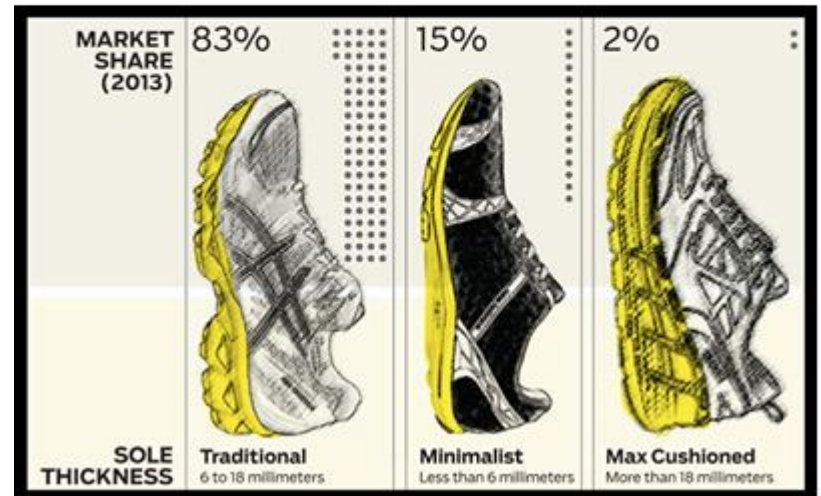 MARKET
SHARE
(2013)
83%
15%
2%
SOLE
THICKNESS
Traditional
6 to 18 millimeters
Minimalist
Less than 6 millimeters
Max Cushioned
More than 18 millimeters